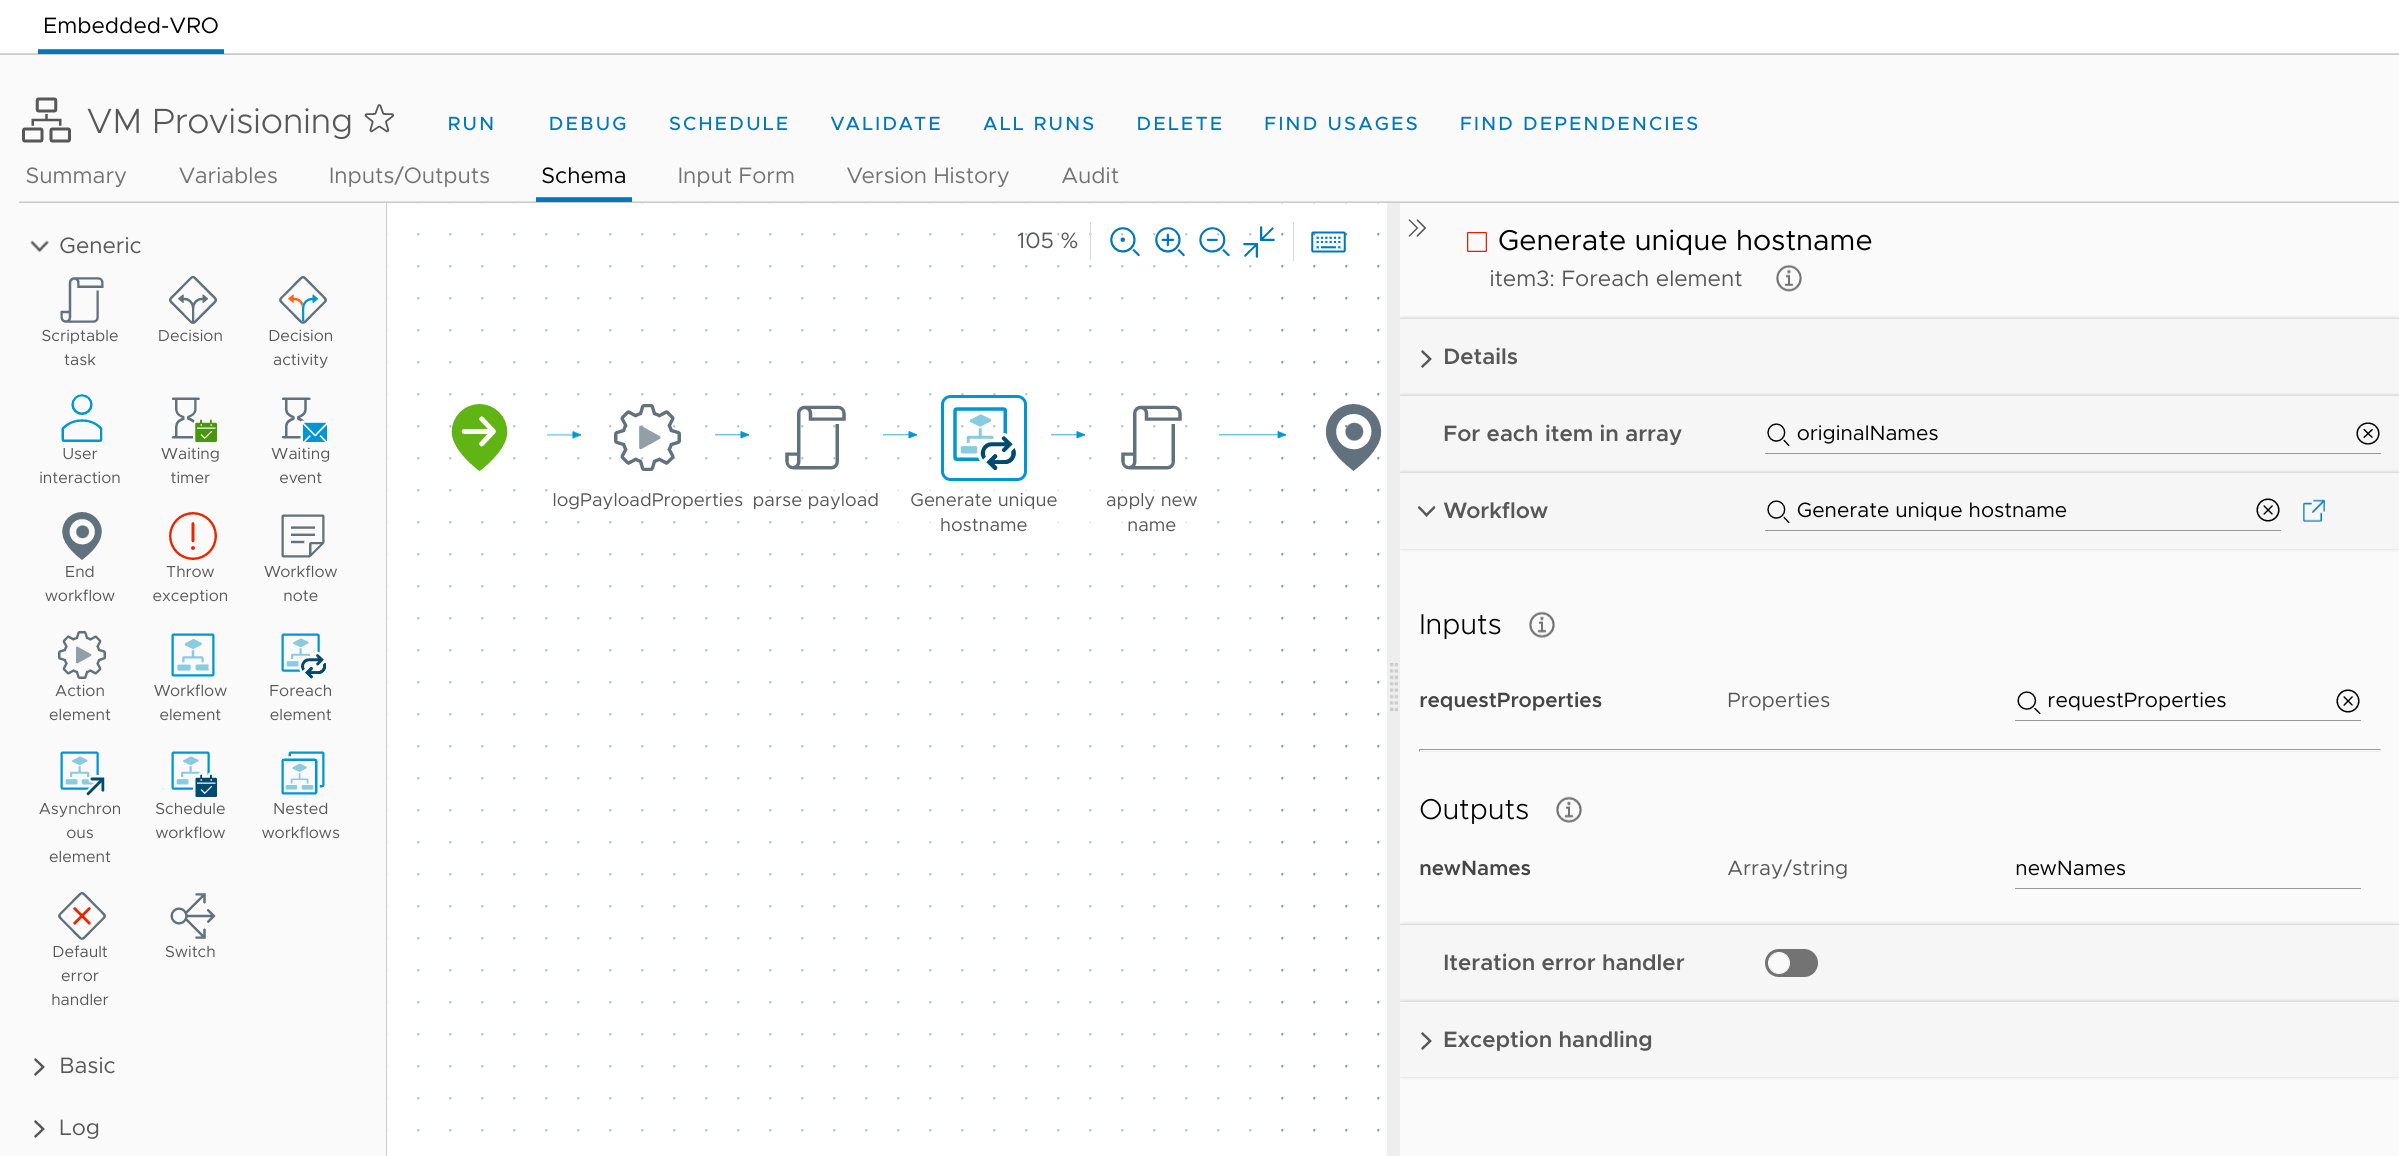 Embedded-VRO
VM Provisioning
RUN DEBUG SCHEDULE VALIDATE ALL RUNS DELETE FIND USAGES FIND DEPENDENCIES
Summary Variables Inputs/Outputs Schema Input Form Version History Audit
Generic
Scriptable
task
Decision
Decision
activity
User
interaction
Waiting
timer
Waiting
event
End
workflow
Throw
exception
Workflow
note
Action
element
Workflow
element
Foreach
element
Asynchron
ous
element
Schedule
workflow
Nested
workflows
Default
error
handler
Switch
Basic
Log
105 %
logPayloadProperties
parse payload
Generate unique
hostname
apply new
name
Generate unique hostname
item3: Foreach element
Details
For each item in array originalNames
Workflow Generate unique hostname
Inputs
requestProperties Properties requestProperties
Outputs
newNames Array/string newNames
Iteration error handler
Exception handling